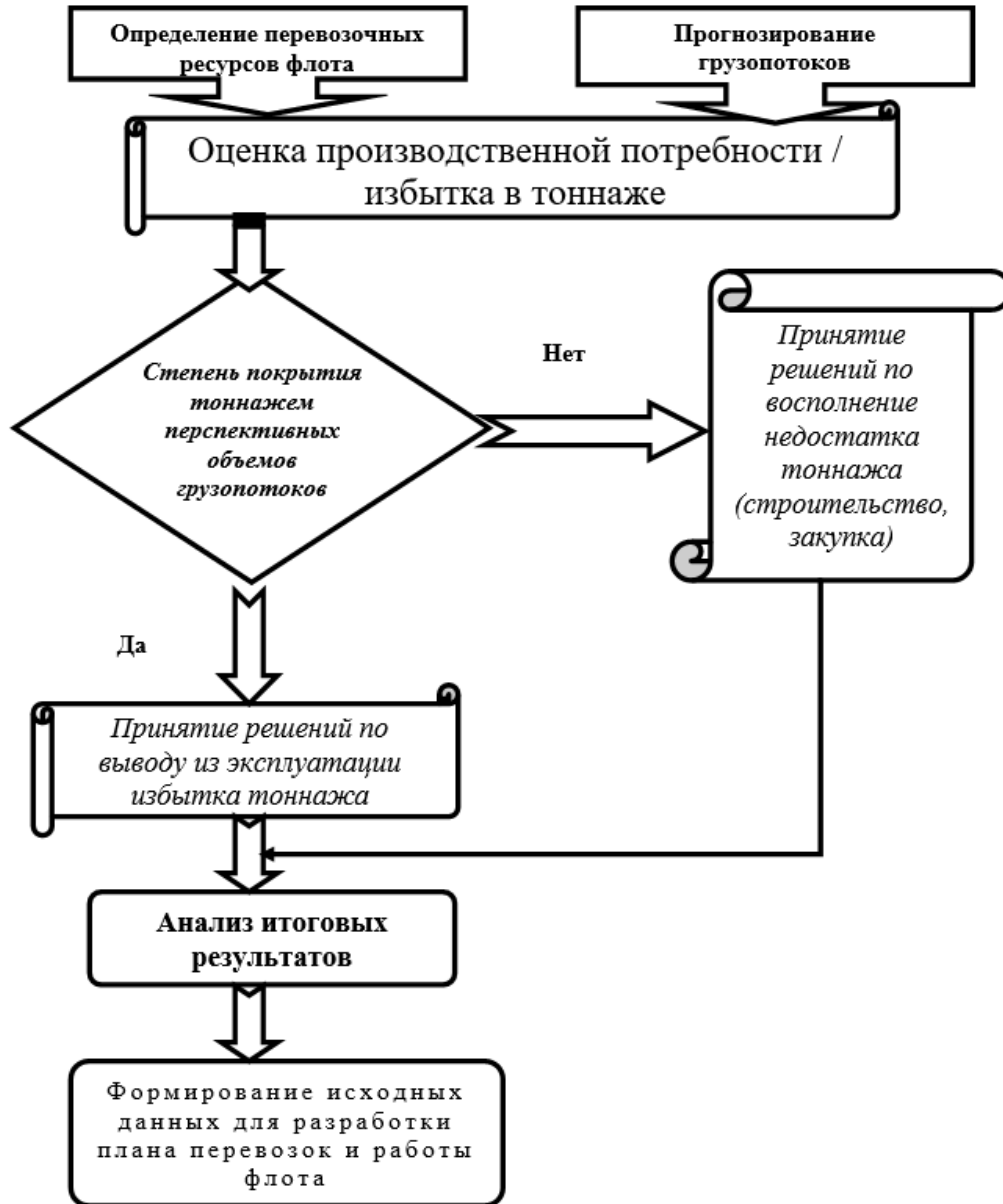 Определение перевозочных
ресурсов флота
Прогнозирование
грузопотоков
Оценка производственной потребности /
избытка в тоннаже
Степень покрытия
тоннажем
перспективных
объемов
грузопотоков
Нет
Принятие
решений по
восполнение
недостатка
тоннажа
(строительство,
закупка)
Да
Принятие решений по
выводу из эксплуатации
избытка тоннажа
Анализ итоговых
результатов
Формирование исходных
данных для разработки
плана перевозок и работы
флота